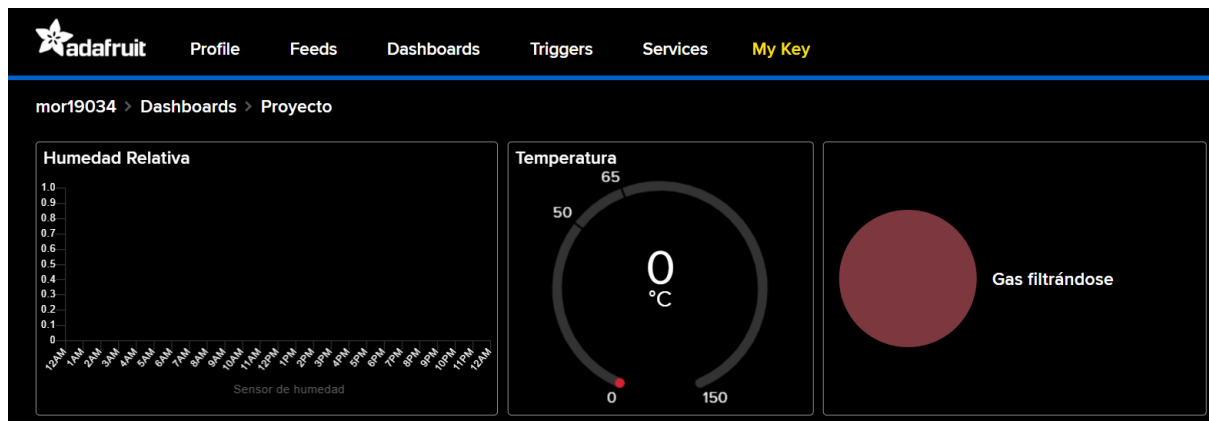 adafruit Profile Feeds Dashboards Triggers Services My Key
mor19034 > Dashboards > Proyecto
Humedad Relativa
1.0
0.9
0.8
0.7
0.6
0.5
0.4
0.3
0.2
0.1
0
12AM 1AM 2AM 3AM 4AM 5AM 6AM 7AM 8AM 9AM 10AM 11AM 12PM 1PM 2PM 3PM 4PM 5PM 6PM 7PM 8PM 9PM 10PM 11PM 12AM
Sensor de humedad
Temperatura
65
50
0
°C
0 150
Gas filtrándose